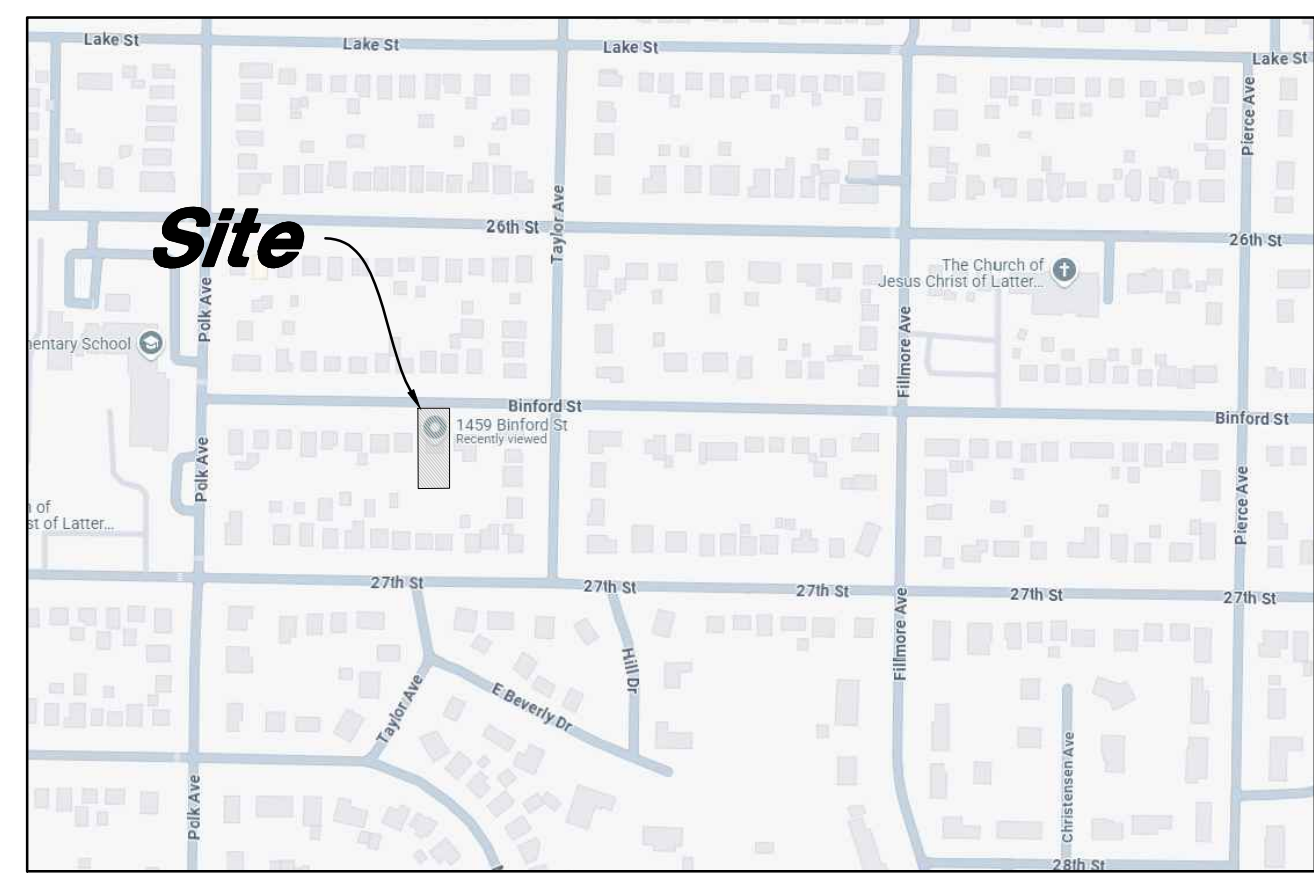 Lake St
Lake St
Lake St
Lake St
Pierce Ave
Taylor Ave
26th St
26th St
Site
Polk Ave
The Church of
Jesus Christ of Latter...
Fillmore Ave
mentary School
Binford St
Binford St
1459 Binford St
Recently viewed
Polk Ave
Pierce Ave
of
st of Latter...
27th St
27th St
27th St
27th St
27th St
Fillmore Ave
Hill Dr
E Beverly Dr
Taylor Ave
Christensen Ave
Polk Ave
28th St